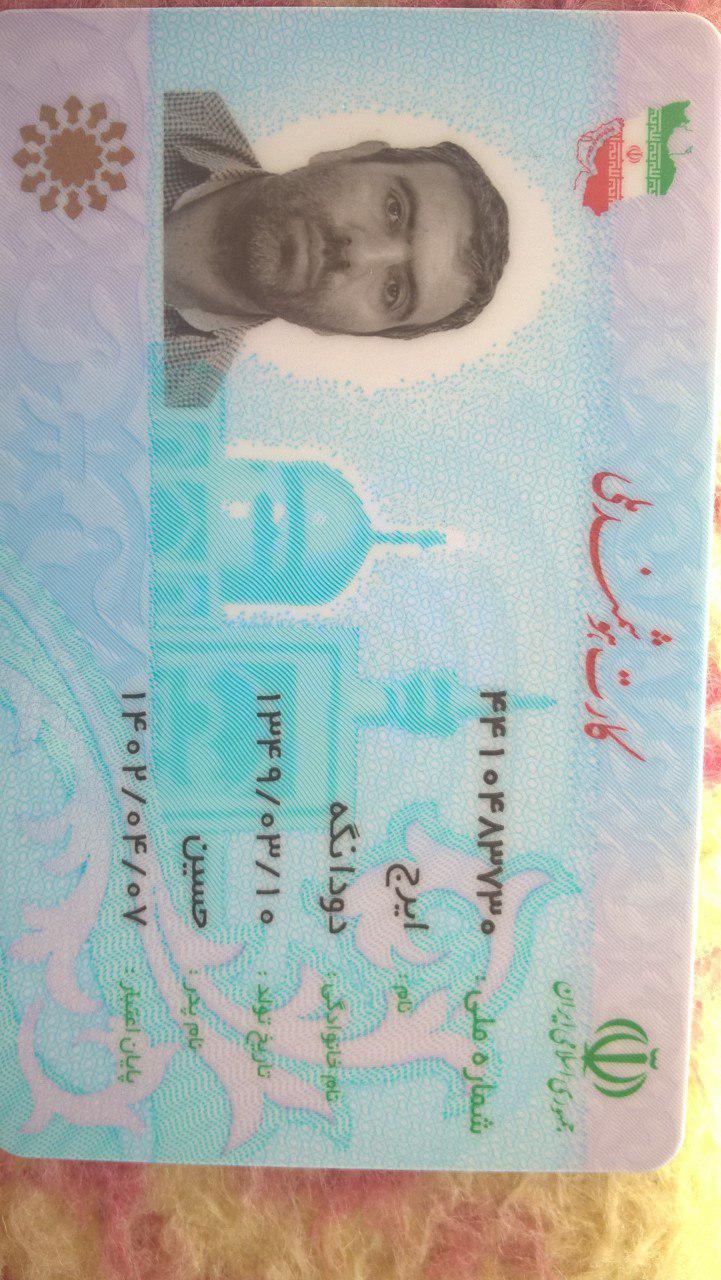 جمهوری اسلامی ایران
کارت هوشمند ملی
شماره ملی: ۴۴۱۰۴۸۳۷۳۰
نام: ایرج
نام خانوادگی: دودانگه
تاریخ تولد: ۱۳۴۹/۰۳/۱۰
نام پدر: حسین
پایان اعتبار: ۱۴۰۲/۰۴/۰۷